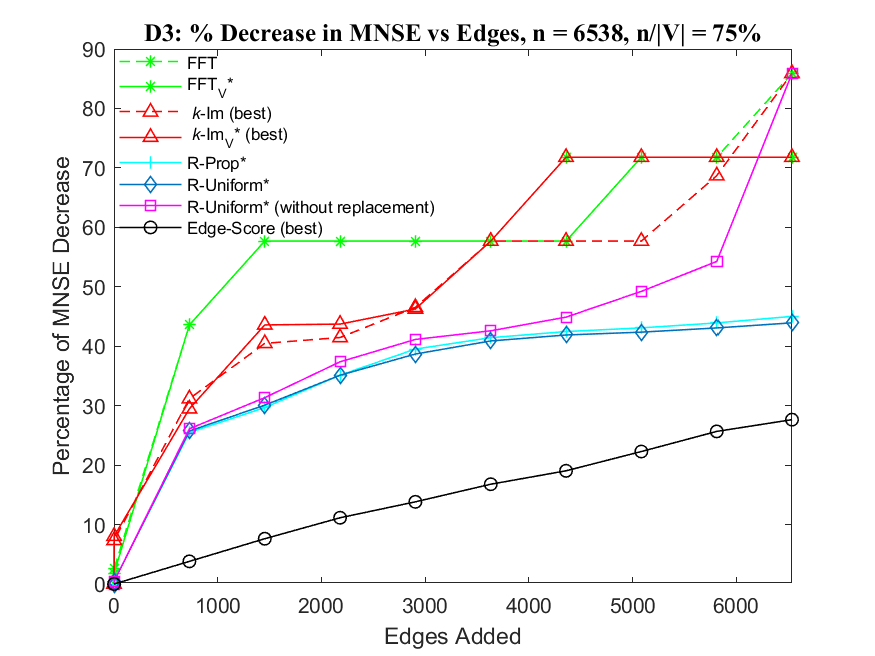 D3: % Decrease in MNSE vs Edges, n = 6538, n/|V| = 75%
90
80
70
60
50
40
30
20
10
0
Percentage of MNSE Decrease
FFT
FFT_V*
k-Im (best)
k-Im_V* (best)
R-Prop*
R-Uniform*
R-Uniform* (without replacement)
Edge-Score (best)
0 1000 2000 3000 4000 5000 6000
Edges Added